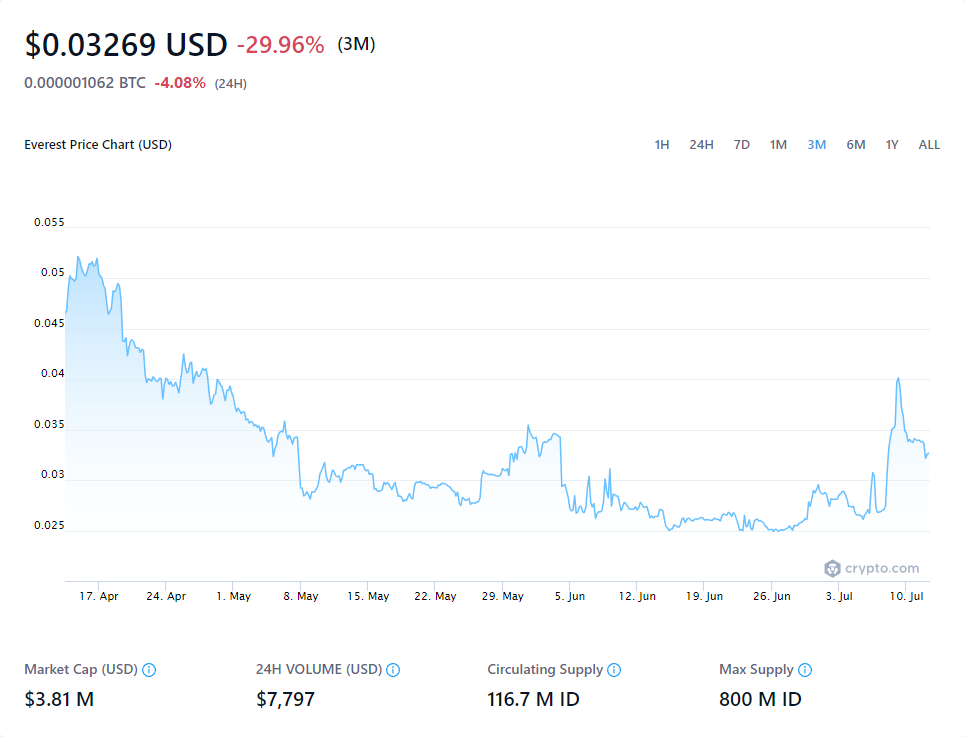 $0.03269 USD -29.96% (3M)
0.000001062 BTC -4.08% (24H)
Everest Price Chart (USD)
1H 24H 7D 1M 3M 6M 1Y ALL
0.055
0.05
0.045
0.04
0.035
0.03
0.025
crypto.com
17. Apr 24. Apr 1. May 8. May 15. May 22. May 29. May 5. Jun 12. Jun 19. Jun 26. Jun 3. Jul 10. Jul
Market Cap (USD) 24H VOLUME (USD) Circulating Supply Max Supply
$3.81 M $7,797 116.7 M ID 800 M ID